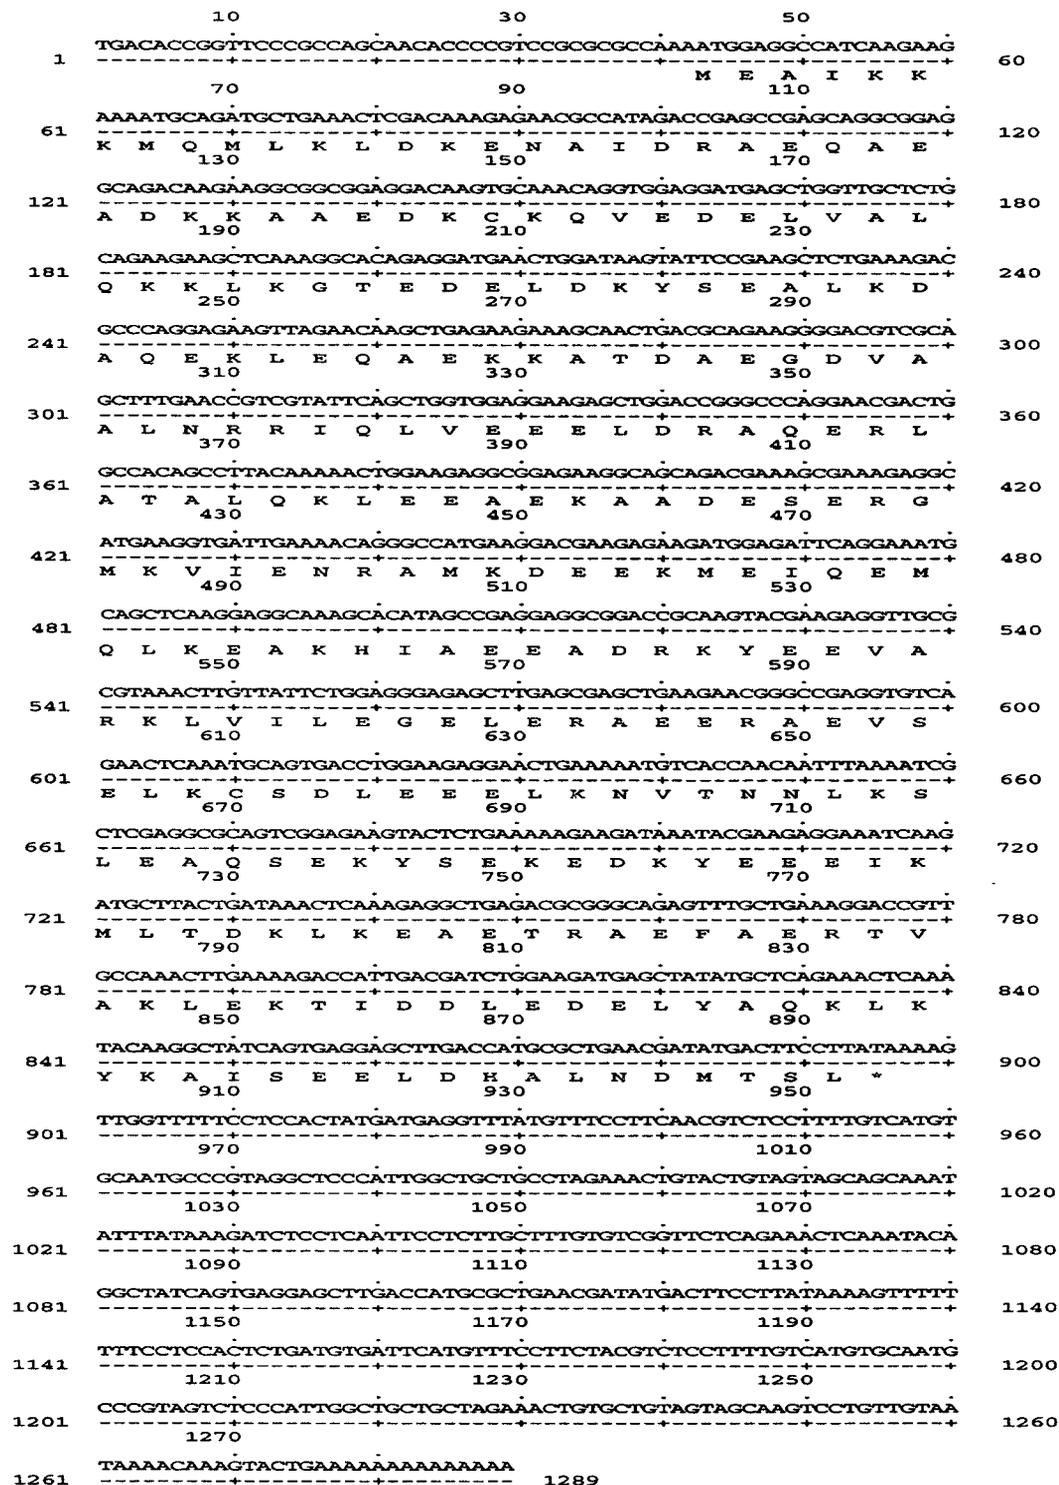 10 30 50
TGACACCGGTTCCCGCCAGCAACACCCCGTCCGCGCGCCAAAATGGAGGCCATCAAGAAG
1 ---------+---------+---------+---------+---------+---------+ 60
M E A I K K
70 90 110
AAAATGCAGATGCTGAAACTCGACAAAGAGAACGCCATAGACCGAGCCGAGCAGGCGGAG
61 ---------+---------+---------+---------+---------+---------+ 120
K M Q M L K L D K E N A I D R A E Q A E
130 150 170
GCAGACAAGAAGGCGGCGGAGGACAAGTGCAAACAGGTGGAGGATGAGCTGGTTGCTCTG
121 ---------+---------+---------+---------+---------+---------+ 180
A D K K A A E D K C K Q V E D E L V A L
190 210 230
CAGAAGAAGCTCAAAGGCACAGAGGATGAACTGGATAAGTATTCCGAAGCTCTGAAAGAC
181 ---------+---------+---------+---------+---------+---------+ 240
Q K K L K G T E D E L D K Y S E A L K D
250 270 290
GCCCAGGAGAAGTTAGAACAAGCTGAGAAGAAAGCAACTGACGCAGAAGGGGACGTCGCA
241 ---------+---------+---------+---------+---------+---------+ 300
A Q E K L E Q A E K K A T D A E G D V A
310 330 350
GCTTTGAACCGTCGTATTCAGCTGGTGGAGGAAGAGCTGGACCGGGCCCAGGAACGACTG
301 ---------+---------+---------+---------+---------+---------+ 360
A L N R R I Q L V E E E L D R A Q E R L
370 390 410
GCCACAGCCTTACAAAAACTGGAAGAGGCGGAGAAGGCAGCAGACGAAAGCGAAAGAGGC
361 ---------+---------+---------+---------+---------+---------+ 420
A T A L Q K L E E A E K A A D E S E R G
430 450 470
ATGAAGGTGATTGAAAACAGGGCCATGAAGGACGAAGAGAAGATGGAGATTCAGGAAATG
421 ---------+---------+---------+---------+---------+---------+ 480
M K V I E N R A M K D E E K M E I Q E M
490 510 530
CAGCTCAAGGAGGCAAAGCACATAGCCGAGGAGGCGGACCGCAAGTACGAAGAGGTTGCG
481 ---------+---------+---------+---------+---------+---------+ 540
Q L K E A K H I A E E A D R K Y E E V A
550 570 590
CGTAAACTTGTTATTCTGGAGGGAGAGCTTGAGCGAGCTGAAGAACGGGCCGAGGTGTCA
541 ---------+---------+---------+---------+---------+---------+ 600
R K L V I L E G E L E R A E E R A E V S
610 630 650
GAACTCAAATGCAGTGACCTGGAAGAGGAACTGAAAAATGTCACCAACAATTTAAAATCG
601 ---------+---------+---------+---------+---------+---------+ 660
E L K C S D L E E E L K N V T N N L K S
670 690 710
CTCGAGGCGCAGTCGGAGAAGTACTCTGAAAAAGAAGATAAATACGAAGAGGAAATCAAG
661 ---------+---------+---------+---------+---------+---------+ 720
L E A Q S E K Y S E K E D K Y E E E I K
730 750 770
ATGCTTACTGATAAACTCAAAGAGGCTGAGACGCGGGCAGAGTTTGCTGAAAGGACCGTT
721 ---------+---------+---------+---------+---------+---------+ 780
M L T D K L K E A E T R A E F A E R T V
790 810 830
GCCAAACTTGAAAAGACCATTGACGATCTGGAAGATGAGCTATATGCTCAGAAACTCAAA
781 ---------+---------+---------+---------+---------+---------+ 840
A K L E K T I D D L E D E L Y A Q K L K
850 870 890
TACAAGGCTATCAGTGAGGAGCTTGACCATGCGCTGAACGATATGACTTCCTTATAAAAG
841 ---------+---------+---------+---------+---------+---------+ 900
Y K A I S E E L D H A L N D M T S L *
910 930 950
TTGGTTTTTCCTCCACTATGATGAGGTTTATGTTTCCTTCAACGTCTCCTTTTGTCATGT
901 ---------+---------+---------+---------+---------+---------+ 960
970 990 1010
GCAATGCCCGTAGGCTCCCATTGGCTGCTGCCTAGAAACTGTACTGTAGTAGCAGCAAAT
961 ---------+---------+---------+---------+---------+---------+ 1020
1030 1050 1070
ATTTATAAAGATCTCCTCAATTCCTCTTGCTTTGTGTCGGTTCTCAGAAACTCAAATACA
1021 ---------+---------+---------+---------+---------+---------+ 1080
1090 1110 1130
GGCTATCAGTGAGGAGCTTGACCATGCGCTGAACGATATGACTTCCTTATAAAAGTTTTT
1081 ---------+---------+---------+---------+---------+---------+ 1140
1150 1170 1190
TTTCCTCCACTCTGATGTGATTCATGTTTCCTTCTACGTCTCCTTTTGTCATGTGCAATG
1141 ---------+---------+---------+---------+---------+---------+ 1200
1210 1230 1250
CCCGTAGTCTCCCATTGGCTGCTGCTAGAAACTGTGCTGTAGTAGCAAGTCCTGTTGTAA
1201 ---------+---------+---------+---------+---------+---------+ 1260
1270
TAAAACAAAGTACTGAAAAAAAAAAAAAA
1261 ---------+---------+--------- 1289